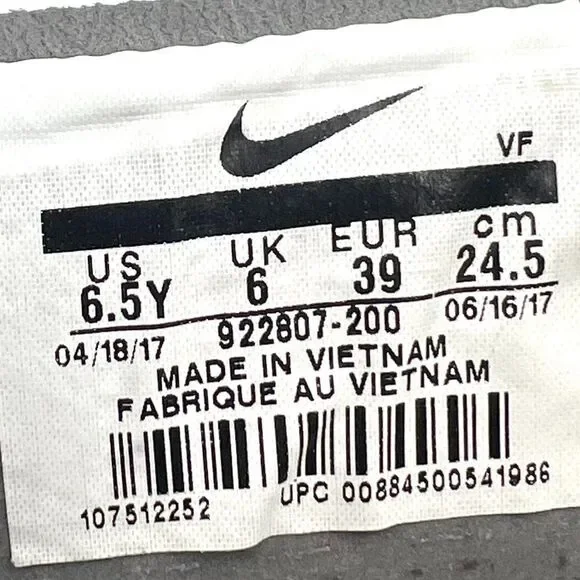 VF
US UK EUR cm
6.5Y 6 39 24.5
04/18/17 922807-200 06/16/17
MADE IN VIETNAM
FABRIQUE AU VIETNAM
107512252 UPC 00884500541986